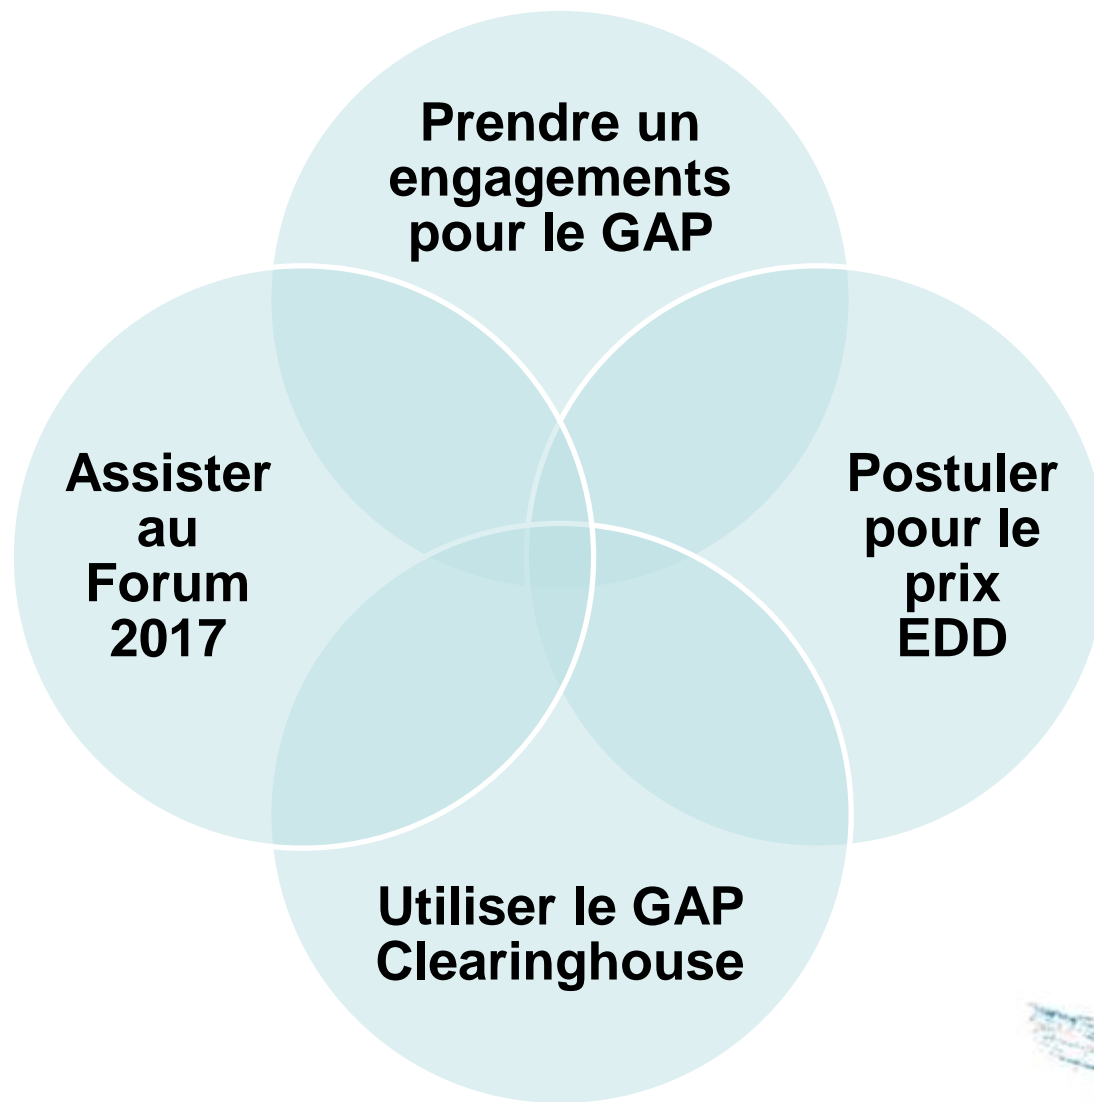 Prendre un
engagements
pour le GAP
Assister
au
Forum
2017
Postuler
pour le
prix
EDD
Utiliser le GAP
Clearinghouse